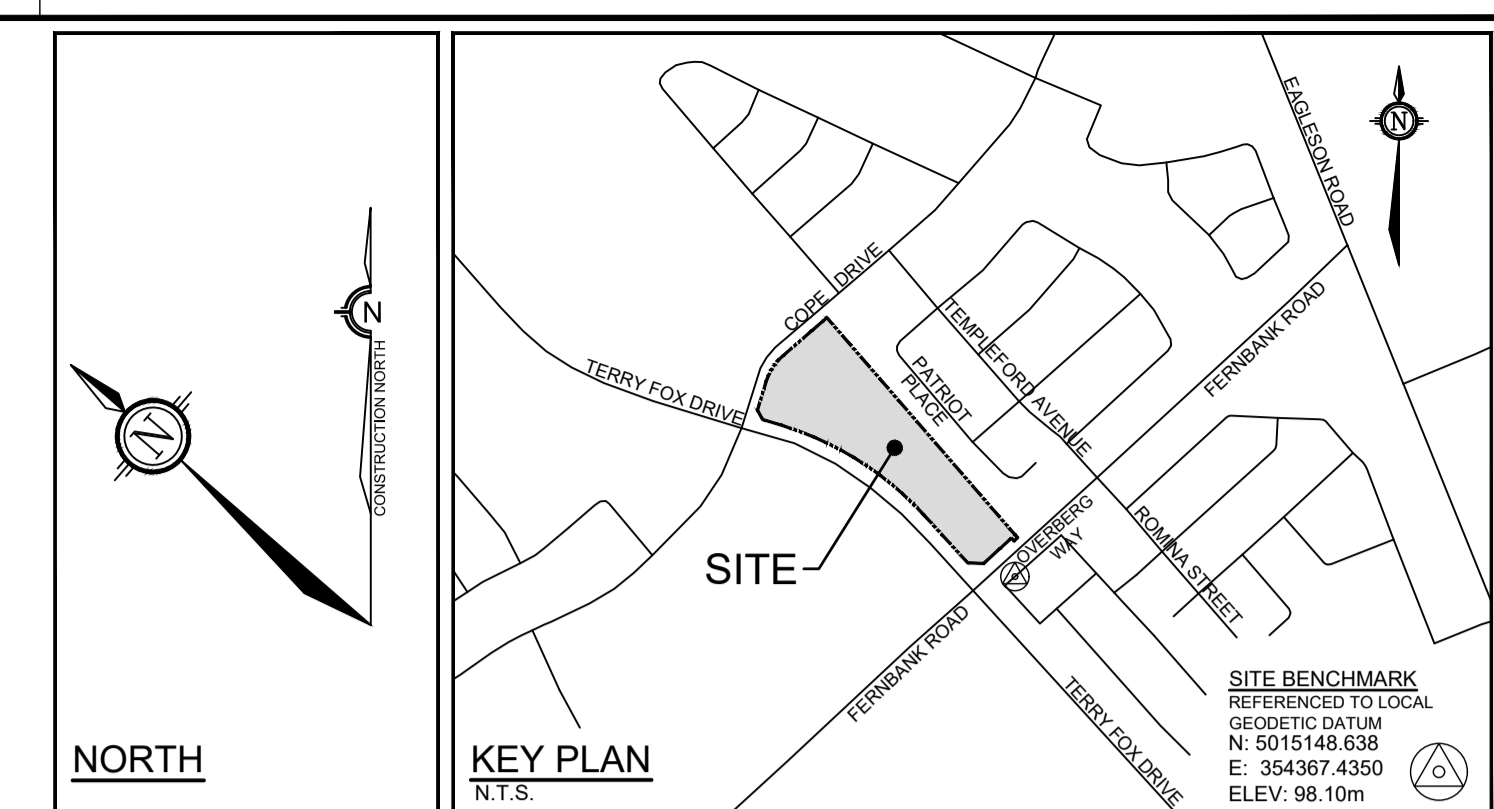 N
CONSTRUCTION NORTH
N
NORTH
EAGLESON ROAD
N
COPE DRIVE
TEMPLEFORD AVENUE
FERNBANK ROAD
TERRY FOX DRIVE
PATRIOT
PLACE
SITE
OVERBERG
WAY
ROMINA STREET
FERNBANK ROAD
TERRY FOX DRIVE
KEY PLAN
N.T.S.
SITE BENCHMARK
REFERENCED TO LOCAL
GEODETIC DATUM
N: 5015148.638
E: 354367.4350
ELEV: 98.10m